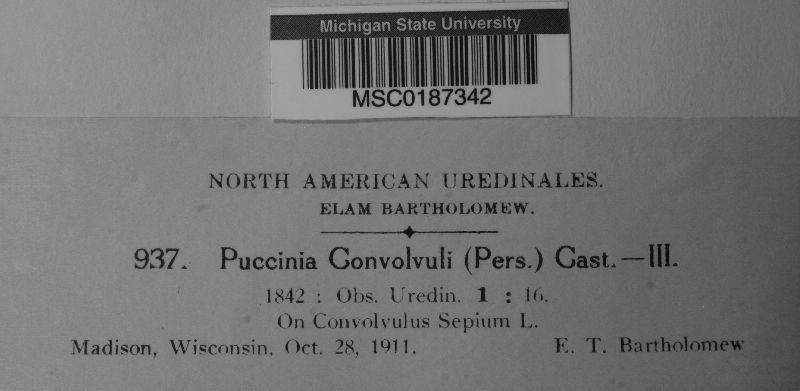 Michigan State University
MSC0187342
NORTH AMERICAN UREDINALES.
ELAM BARTHOLOMEW.
937. Puccinia Convolvuli (Pers.) Cast.—III.
1842 : Obs. Uredin. 1 : 16.
On Convolvulus Sepium L.
Madison, Wisconsin, Oct. 28, 1911. E. T. Bartholomew